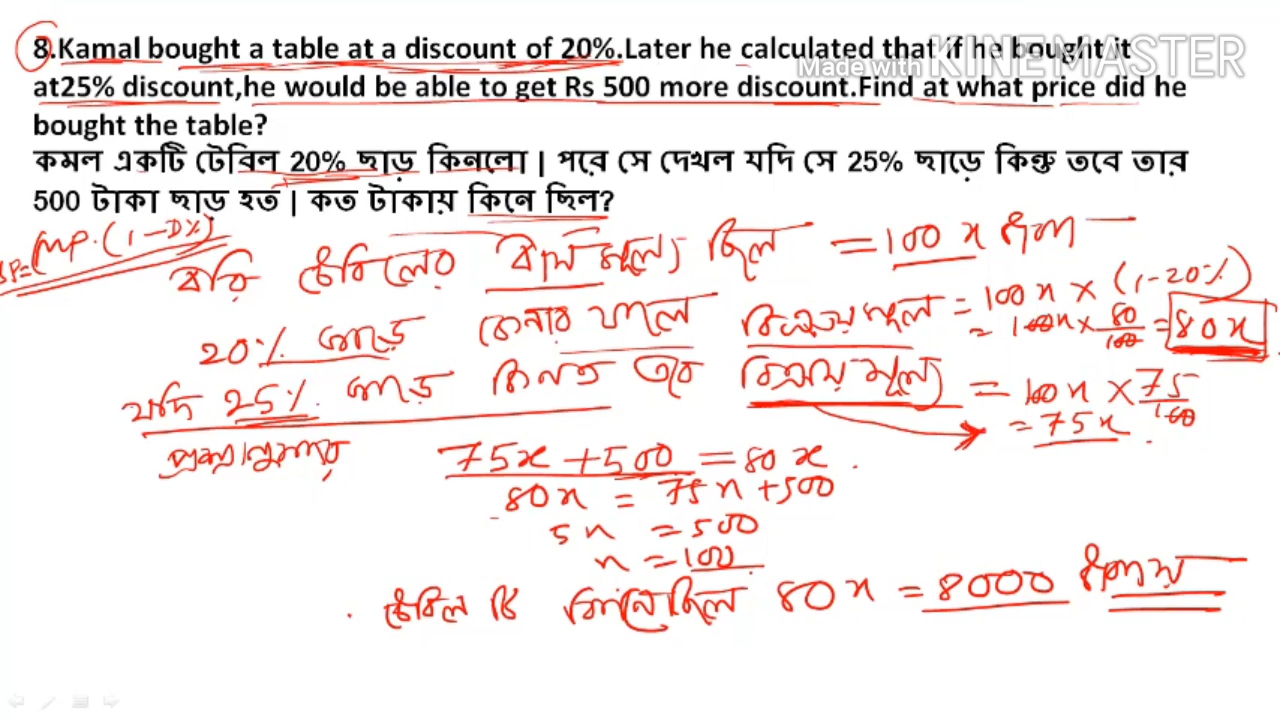 8.Kamal bought a table at a discount of 20%.Later he calculated that if he bought it
at25% discount,he would be able to get Rs 500 more discount.Find at what price did he
bought the table?
কমল একটি টেবিল 20% ছাড় কিনলো | পরে সে দেখল যদি সে 25% ছাড়ে কিন্তু তবে তার
500 টাকা ছাড় হত | কত টাকায় কিনে ছিল?
Made with KINEMASTER
SP= MP. (1-D%)
ধরি টেবিলের ধার্য মূল্য ছিল = 100 x টাকা
20% ছাড়ে কেনার ফলে বিক্রয়মূল্য = 100x × (1-20%)
= 100x × 80/100 = 80x
যদি 25% ছাড়ে কিনত তবে বিক্রয় মূল্য = 100x × 75/100
= 75x
প্রশ্নানুসারে 75x + 500 = 80x
80x = 75x + 500
5x = 500
x = 100
টেবিল টি কিনেছিল 80x = 8000 টাকায়